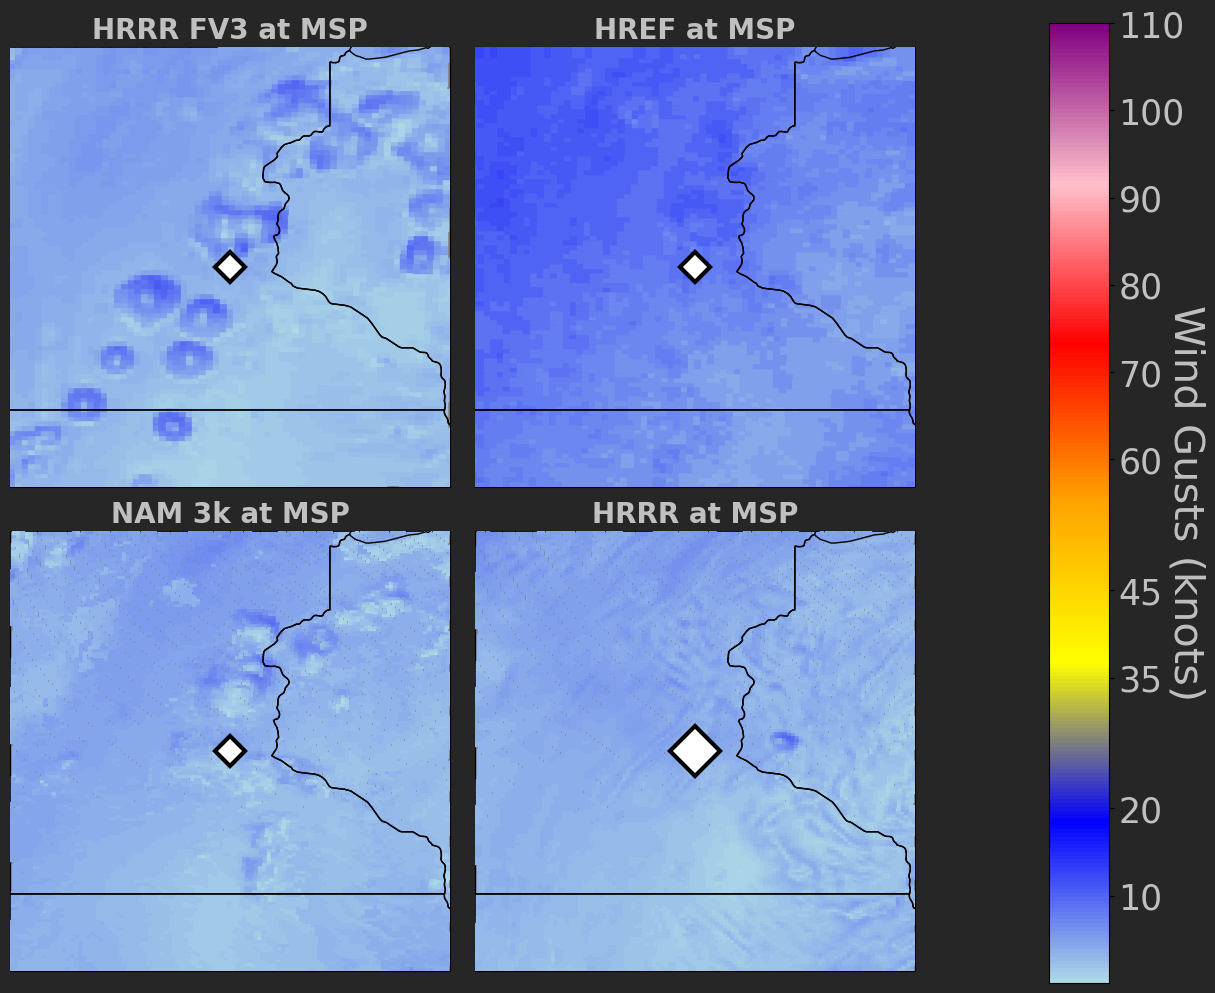 HRRR FV3 at MSP
HREF at MSP
NAM 3k at MSP
HRRR at MSP
110
100
90
80
70
60
45
35
20
10
Wind Gusts (knots)